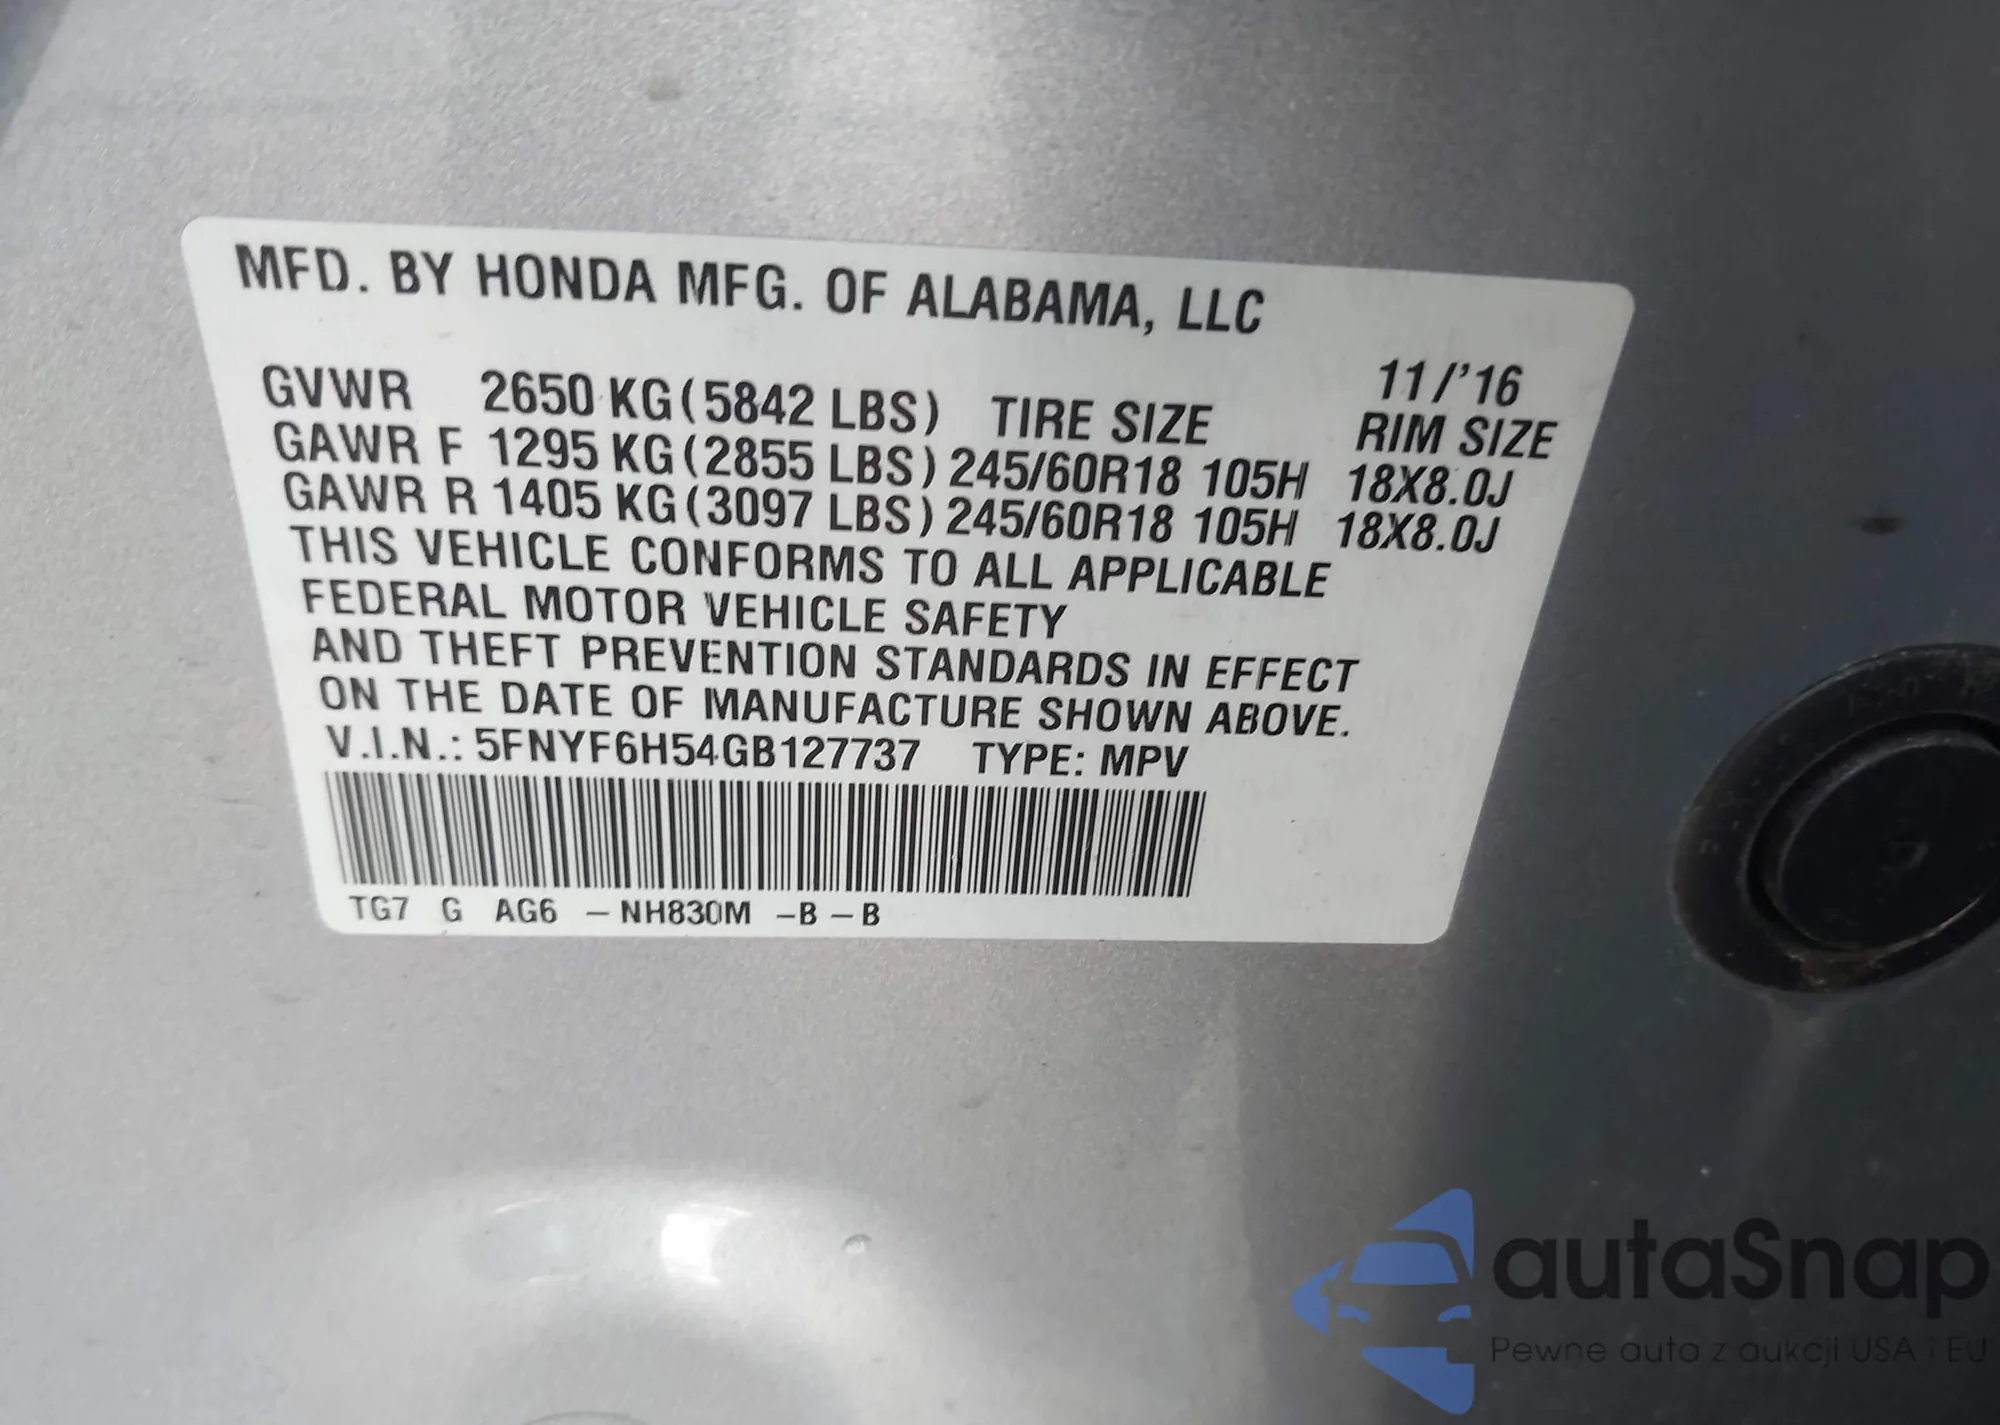 MFD. BY HONDA MFG. OF ALABAMA, LLC
11/'16
GVWR 2650 KG (5842 LBS) TIRE SIZE RIM SIZE
GAWR F 1295 KG (2855 LBS) 245/60R18 105H 18X8.0J
GAWR R 1405 KG (3097 LBS) 245/60R18 105H 18X8.0J
THIS VEHICLE CONFORMS TO ALL APPLICABLE
FEDERAL MOTOR VEHICLE SAFETY
AND THEFT PREVENTION STANDARDS IN EFFECT
ON THE DATE OF MANUFACTURE SHOWN ABOVE.
V.I.N.: 5FNYF6H54GB127737 TYPE: MPV
TG7 G AG6 – NH830M – B – B
autaSnap
Pewne auta z aukcji USA i EU